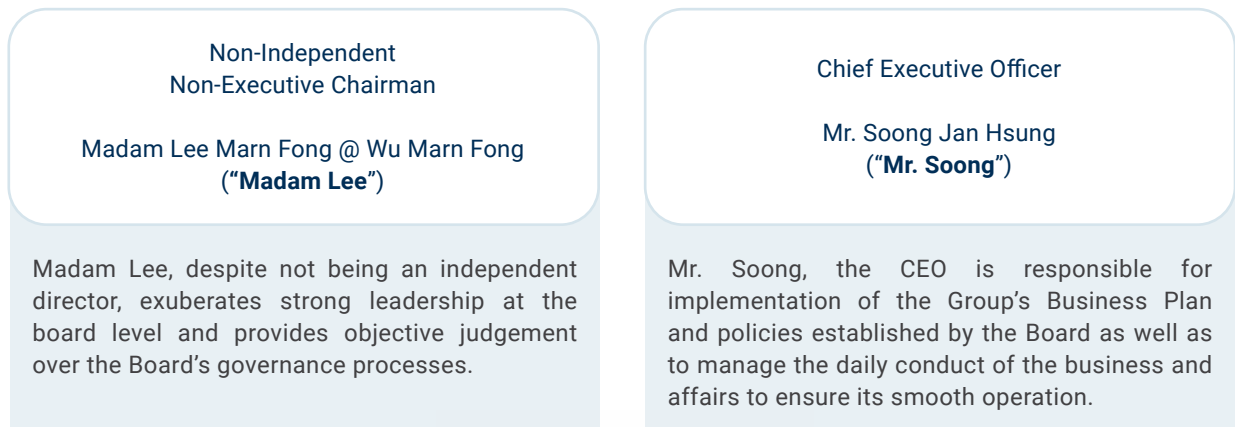 Non-Independent
Non-Executive Chairman
Madam Lee Marn Fong @ Wu Marn Fong
(“Madam Lee”)
Madam Lee, despite not being an independent
director, exuberates strong leadership at the
board level and provides objective judgement
over the Board’s governance processes.
Chief Executive Officer
Mr. Soong Jan Hsung
(“Mr. Soong”)
Mr. Soong, the CEO is responsible for
implementation of the Group’s Business Plan
and policies established by the Board as well as
to manage the daily conduct of the business and
affairs to ensure its smooth operation.